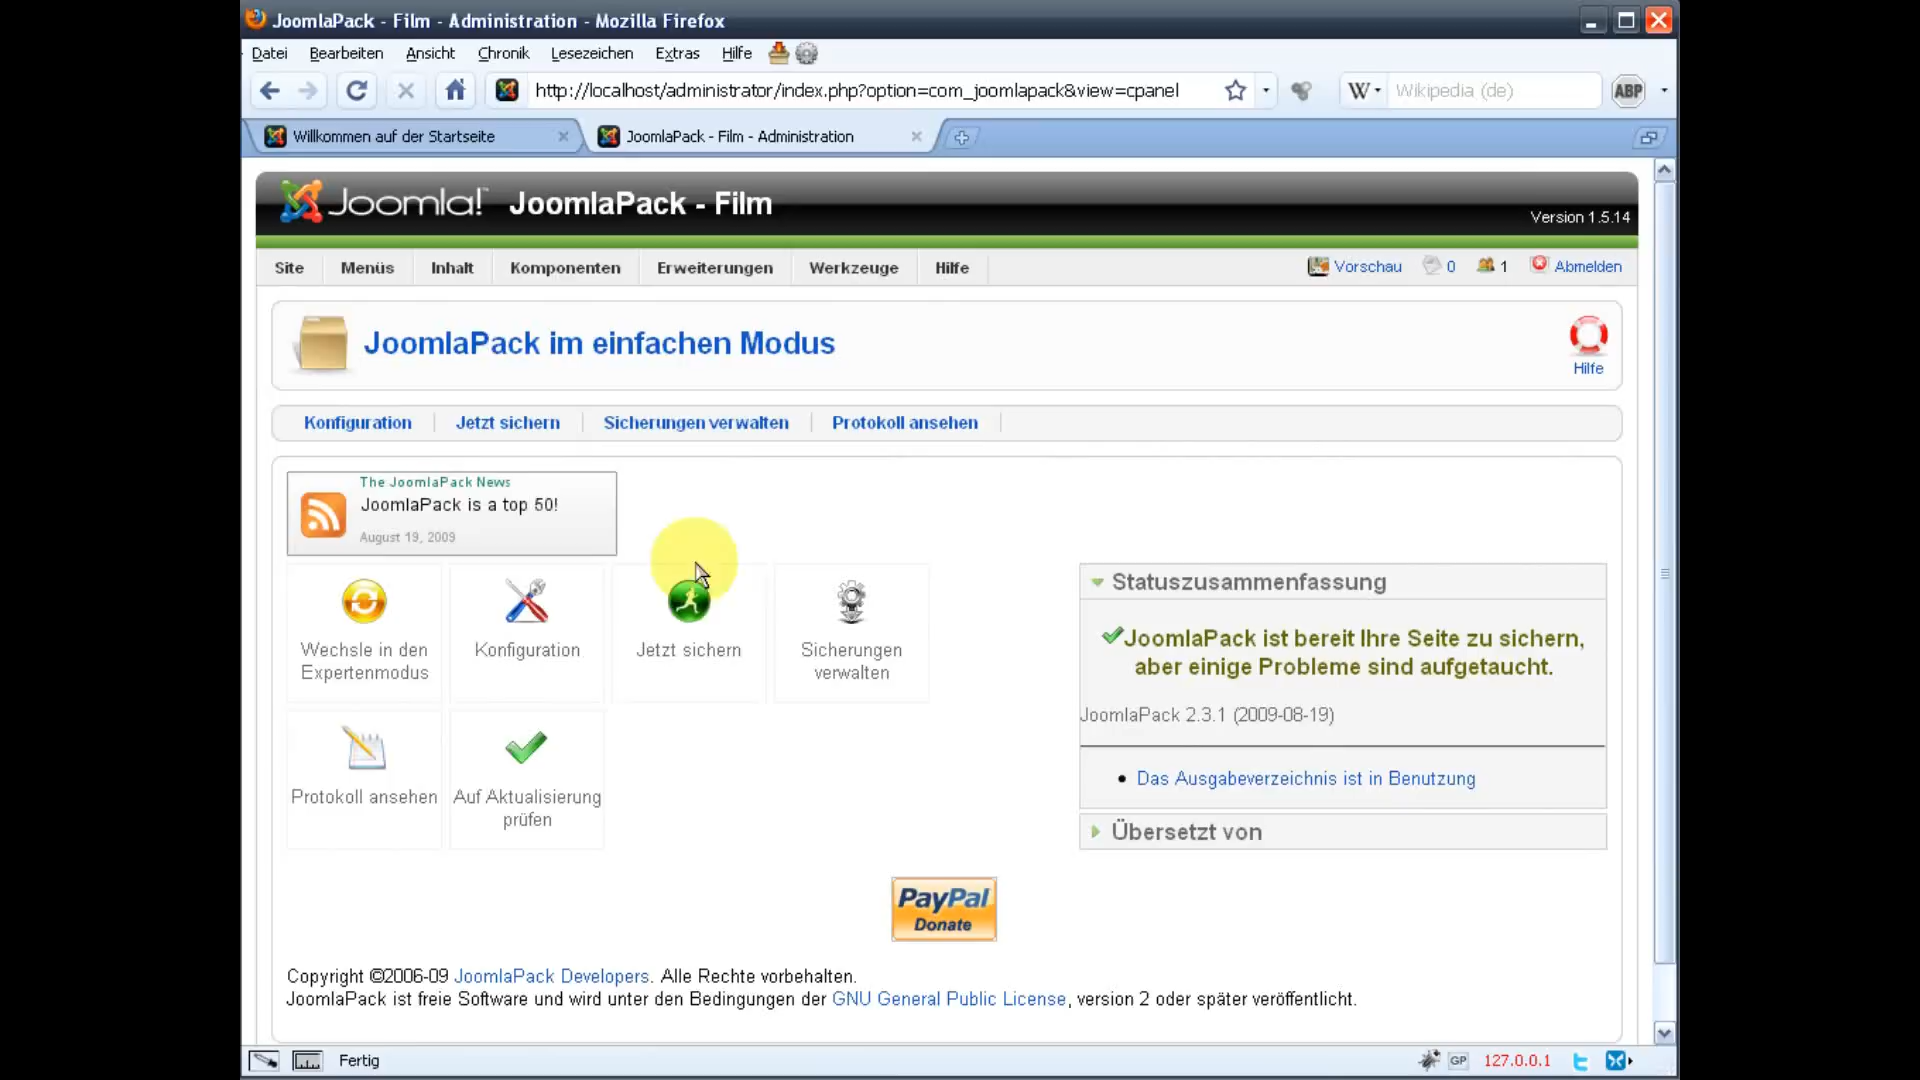 JoomlaPack - Film - Administration - Mozilla Firefox
Datei Bearbeiten Ansicht Chronik Lesezeichen Extras Hilfe
http://localhost/administrator/index.php?option=com_joomlapack&view=cpanel
W Wikipedia (de) ABP
Willkommen auf der Startseite
JoomlaPack - Film - Administration
Joomla!™ JoomlaPack - Film
Version 1.5.14
Site Menüs Inhalt Komponenten Erweiterungen Werkzeuge Hilfe
Vorschau 0 1 Abmelden
JoomlaPack im einfachen Modus
Hilfe
Konfiguration Jetzt sichern Sicherungen verwalten Protokoll ansehen
The JoomlaPack News
JoomlaPack is a top 50!
August 19, 2009
Wechsle in den
Expertenmodus
Konfiguration
Jetzt sichern
Sicherungen
verwalten
Protokoll ansehen
Auf Aktualisierung
prüfen
Statuszusammenfassung
JoomlaPack ist bereit Ihre Seite zu sichern,
aber einige Probleme sind aufgetaucht.
JoomlaPack 2.3.1 (2009-08-19)
• Das Ausgabeverzeichnis ist in Benutzung
Übersetzt von
PayPal
Donate
Copyright ©2006-09 JoomlaPack Developers. Alle Rechte vorbehalten.
JoomlaPack ist freie Software und wird unter den Bedingungen der GNU General Public License, version 2 oder später veröffentlicht.
Fertig
GP 127.0.0.1